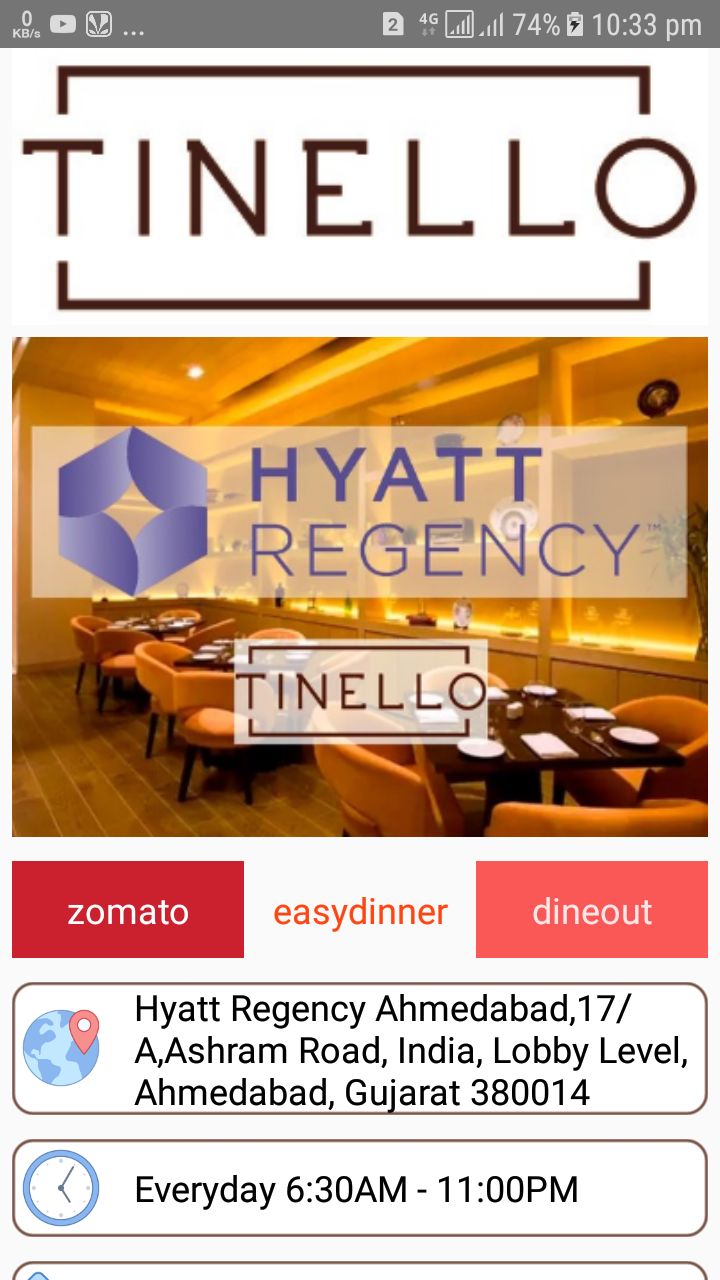 0
KB/s
...
2
4G
74%
10:33 pm
TINELLO
HYATT
REGENCY™
TINELLO
zomato
easydinner
dineout
Hyatt Regency Ahmedabad,17/
A,Ashram Road, India, Lobby Level,
Ahmedabad, Gujarat 380014
Everyday 6:30AM - 11:00PM